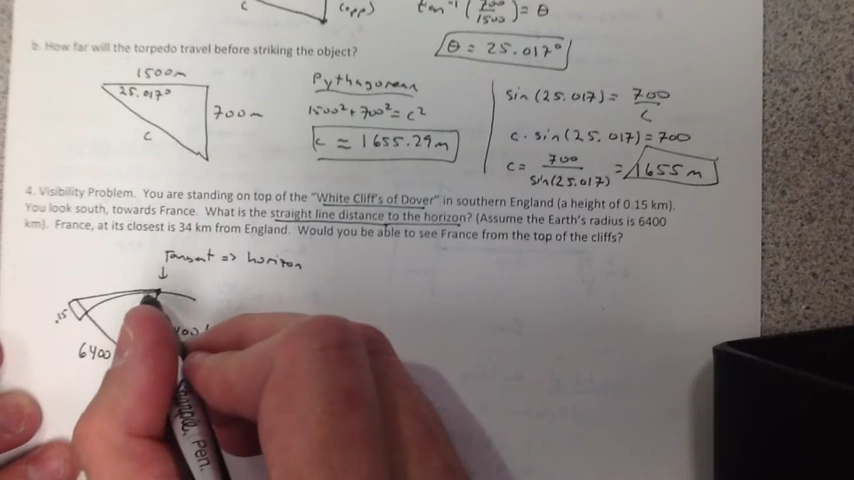 c (opp) tan⁻¹(700/1500) = θ
b. How far will the torpedo travel before striking the object?
θ = 25.017°
1500m
25.017°
700m
c
Pythagorean
1500² + 700² = c²
c ≈ 1655.29m
sin(25.017) = 700/c
c · sin(25.017) = 700
c = 700/sin(25.017) = 1655m
4. Visibility Problem. You are standing on top of the "White Cliff's of Dover" in southern England (a height of 0.15 km).
You look south, towards France. What is the straight line distance to the horizon? (Assume the Earth's radius is 6400
km). France, at its closest is 34 km from England. Would you be able to see France from the top of the cliffs?
Tangent => horizon
.15
6400
Pen.